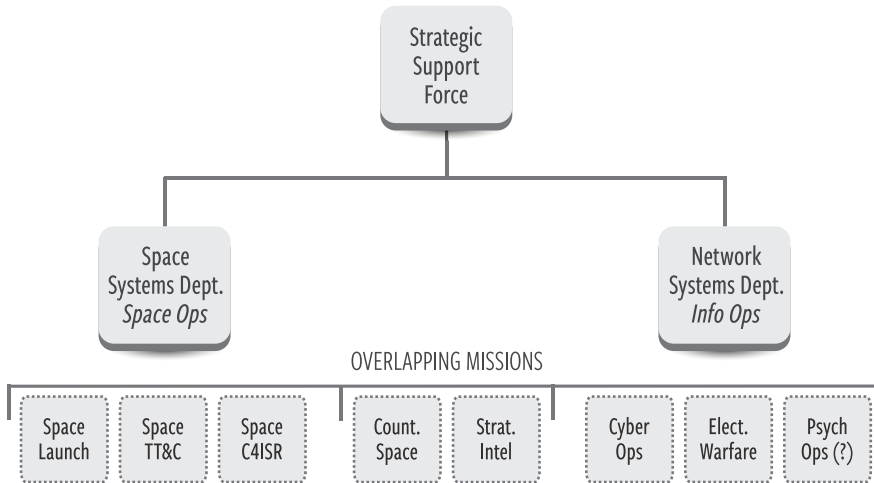 Strategic
Support
Force
Space
Systems Dept.
Space Ops
Network
Systems Dept.
Info Ops
OVERLAPPING MISSIONS
Space
Launch
Space
TT&C
Space
C4ISR
Count.
Space
Strat.
Intel
Cyber
Ops
Elect.
Warfare
Psych
Ops (?)